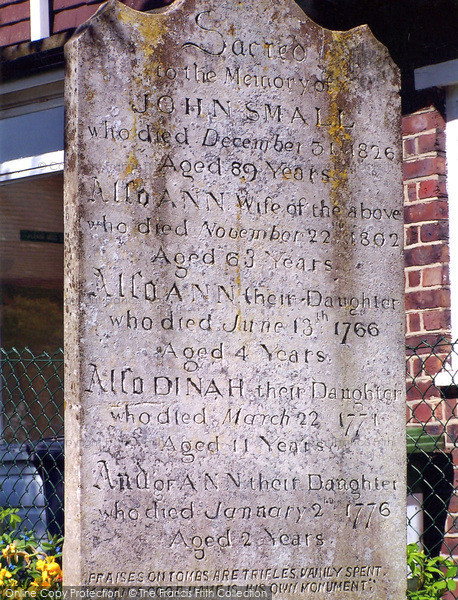 Sacred
to the Memory of
JOHN SMALL
who died December 31 1826
Aged 89 Years
Also ANN Wife of the above
who died November 22 1802
Aged 63 Years
Also ANN their Daughter
who died June 13th 1766
Aged 4 Years.
Also DINAH their Daughter
who died March 22 1771
Aged 11 Years
And of ANN their Daughter
who died January 2nd 1776
Aged 2 Years.
PRAISES ON TOMBS ARE TRIFLES VAINLY SPENT.
OWN MONUMENT
Online Copy Protection © The Francis Frith Collection